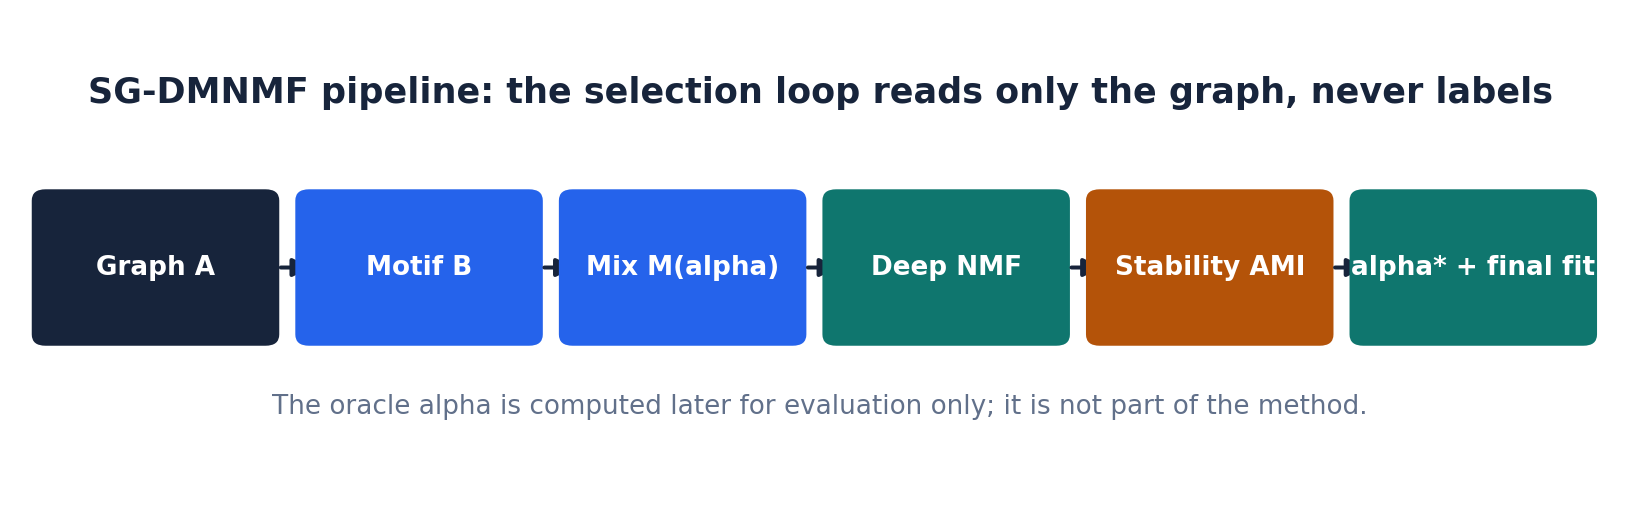 SG-DMNMF pipeline: the selection loop reads only the graph, never labels
Graph A
Motif B
Mix M(alpha)
Deep NMF
Stability AMI
alpha* + final fit
The oracle alpha is computed later for evaluation only; it is not part of the method.